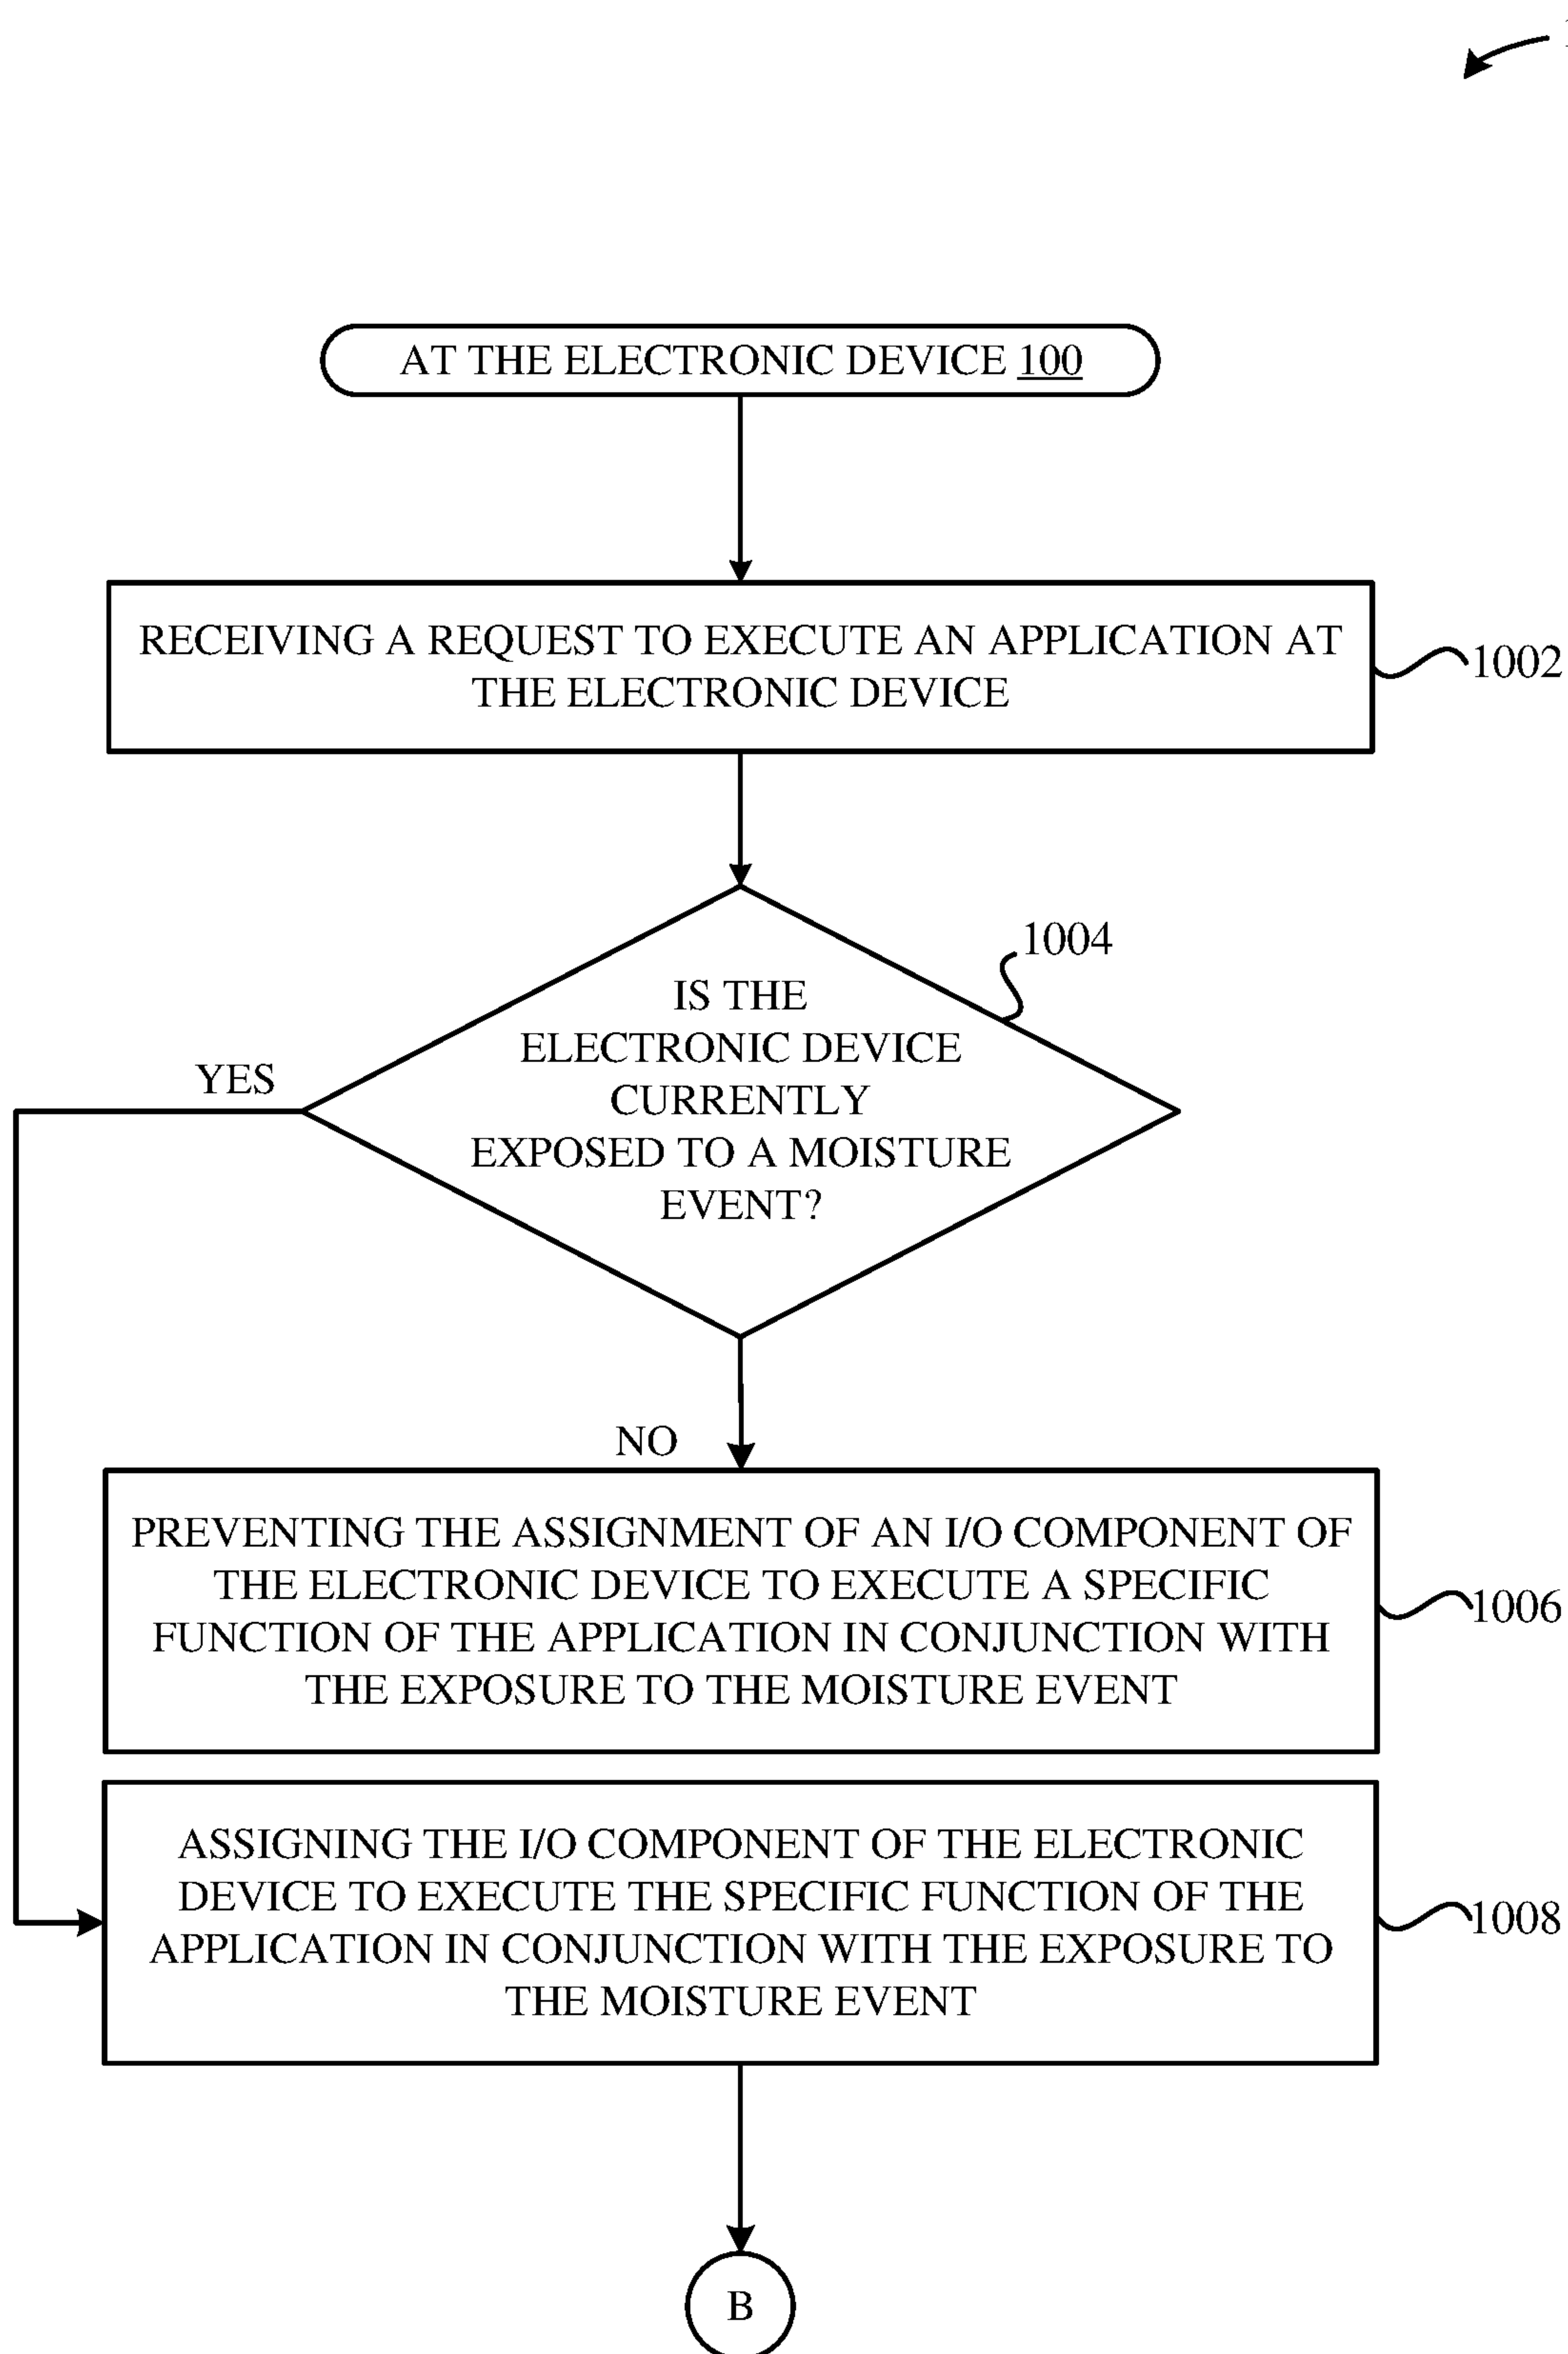 AT THE ELECTRONIC DEVICE 100
RECEIVING A REQUEST TO EXECUTE AN APPLICATION AT
THE ELECTRONIC DEVICE
1002
1004
IS THE
ELECTRONIC DEVICE
CURRENTLY
EXPOSED TO A MOISTURE
EVENT?
YES
NO
PREVENTING THE ASSIGNMENT OF AN I/O COMPONENT OF
THE ELECTRONIC DEVICE TO EXECUTE A SPECIFIC
FUNCTION OF THE APPLICATION IN CONJUNCTION WITH
THE EXPOSURE TO THE MOISTURE EVENT
1006
ASSIGNING THE I/O COMPONENT OF THE ELECTRONIC
DEVICE TO EXECUTE THE SPECIFIC FUNCTION OF THE
APPLICATION IN CONJUNCTION WITH THE EXPOSURE TO
THE MOISTURE EVENT
1008
B